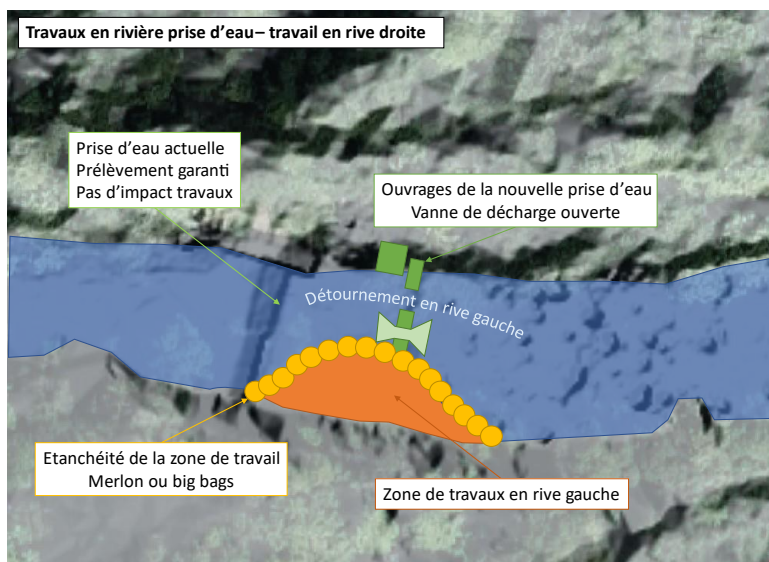 Travaux en rivière prise d'eau– travail en rive droite
Prise d'eau actuelle
Prélèvement garanti
Pas d'impact travaux
Ouvrages de la nouvelle prise d'eau
Vanne de décharge ouverte
Détournement en rive gauche
Etanchéité de la zone de travail
Merlon ou big bags
Zone de travaux en rive gauche